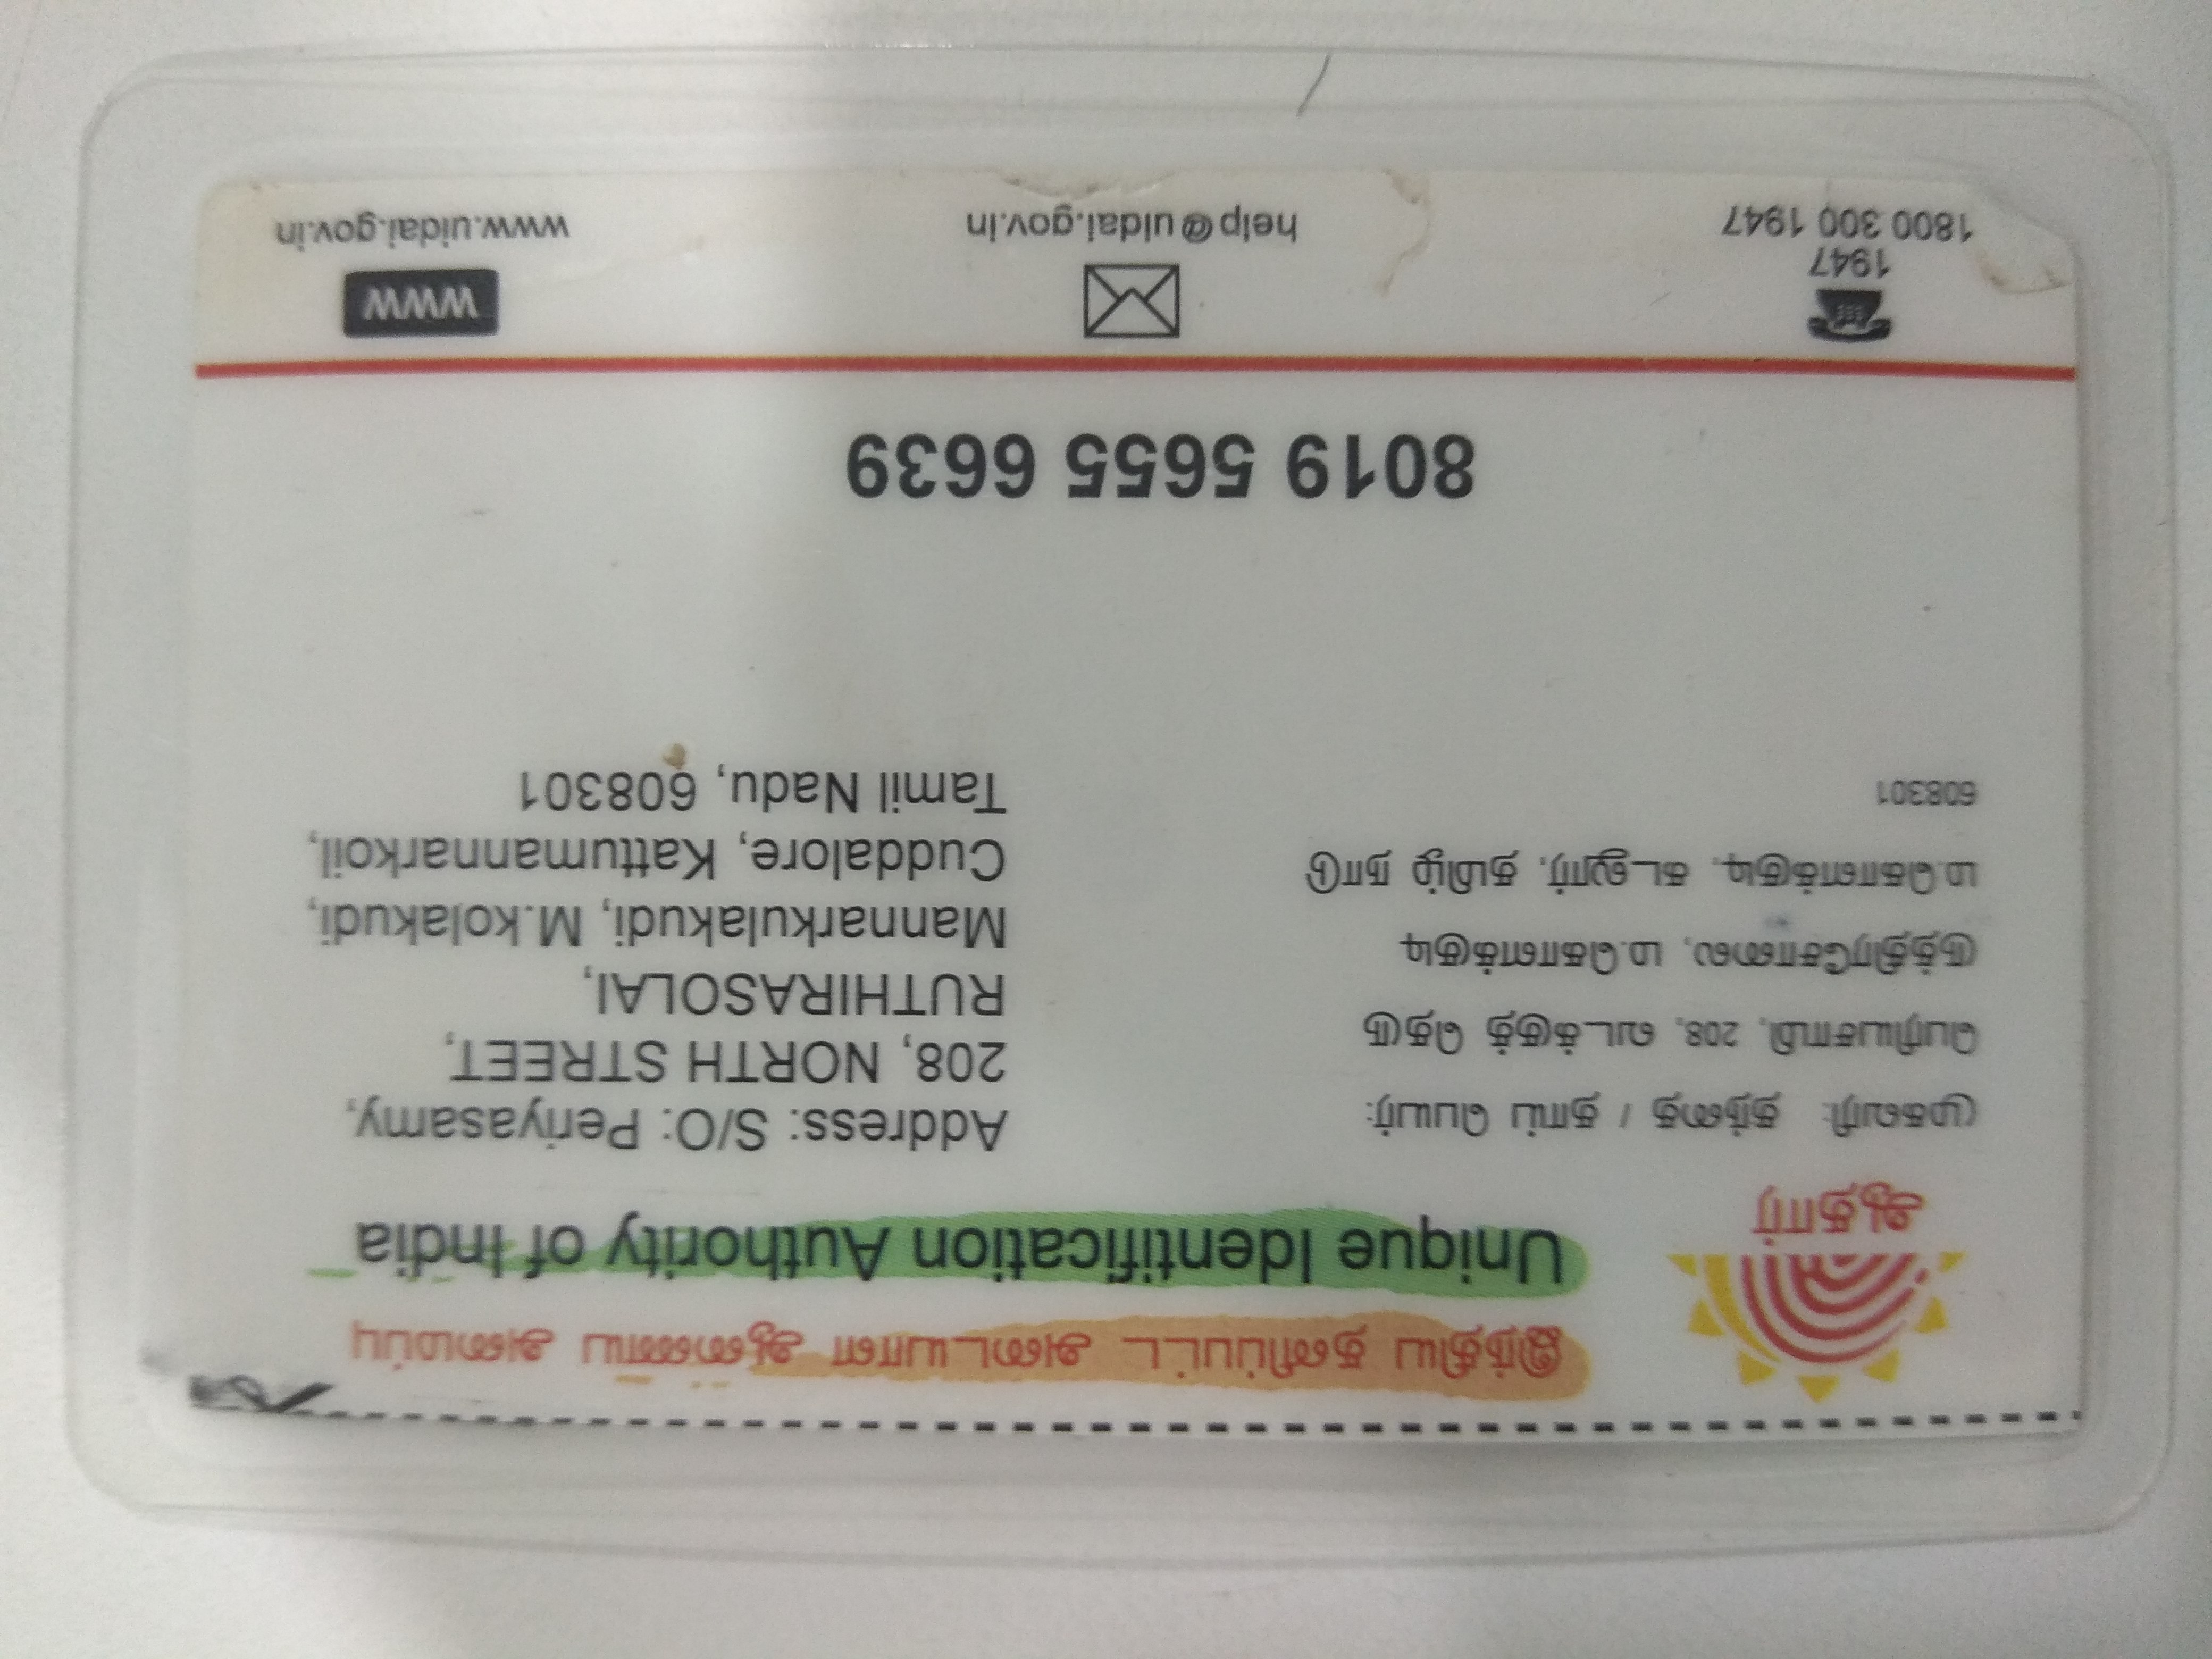 இந்திய தனிப்பட்ட அடையாள ஆணைய அமைப்பு
Unique Identification Authority of India
ஆதார்
முகவரி: தந்தை / தாய் பெயர்:
பெரியசாமி, 208, வடக்குத் தெரு
ருத்திரசோலை, ம.கொளக்குடி
ம.கொளக்குடி, கடலூர், தமிழ் நாடு
608301
Address: S/O: Periyasamy,
208, NORTH STREET,
RUTHIRASOLAI,
Mannarkulakudi, M.kolakudi,
Cuddalore, Kattumannarkoil,
Tamil Nadu, 608301
8019 5655 6639
1947
1800 300 1947
help@uidai.gov.in
WWW
www.uidai.gov.in